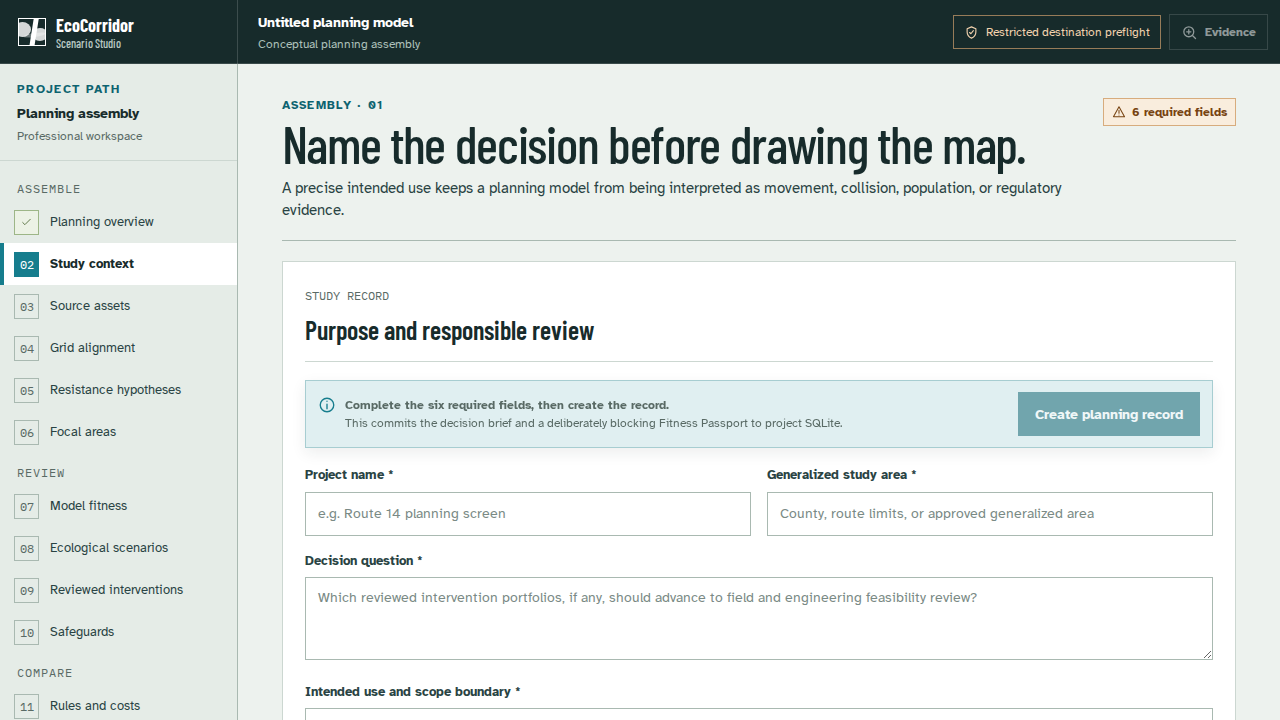 EcoCorridor
Scenario Studio
Untitled planning model
Conceptual planning assembly
Restricted destination preflight
Evidence
PROJECT PATH
Planning assembly
Professional workspace
ASSEMBLE
Planning overview
02 Study context
03 Source assets
04 Grid alignment
05 Resistance hypotheses
06 Focal areas
REVIEW
07 Model fitness
08 Ecological scenarios
09 Reviewed interventions
10 Safeguards
COMPARE
11 Rules and costs
ASSEMBLY · 01
6 required fields
Name the decision before drawing the map.
A precise intended use keeps a planning model from being interpreted as movement, collision, population, or regulatory
evidence.
STUDY RECORD
Purpose and responsible review
Complete the six required fields, then create the record.
This commits the decision brief and a deliberately blocking Fitness Passport to project SQLite.
Create planning record
Project name *
Generalized study area *
e.g. Route 14 planning screen
County, route limits, or approved generalized area
Decision question *
Which reviewed intervention portfolios, if any, should advance to field and engineering feasibility review?
Intended use and scope boundary *